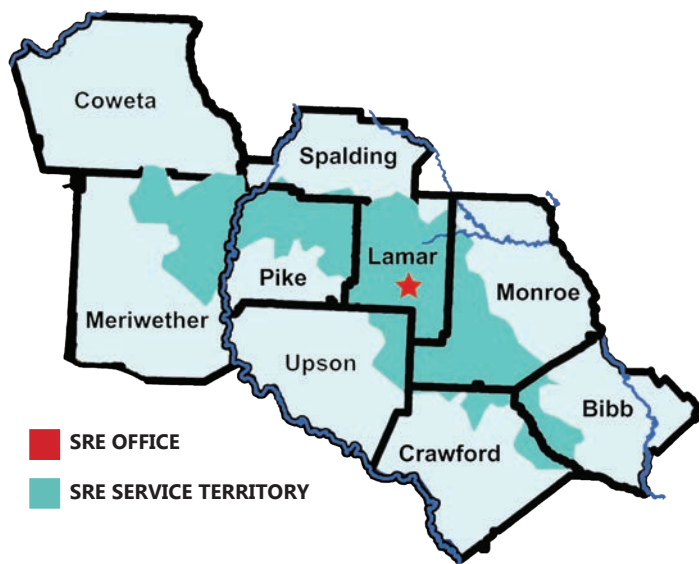 Coweta
Spalding
Lamar
Pike
Monroe
Meriwether
Upson
Bibb
Crawford
SRE OFFICE
SRE SERVICE TERRITORY